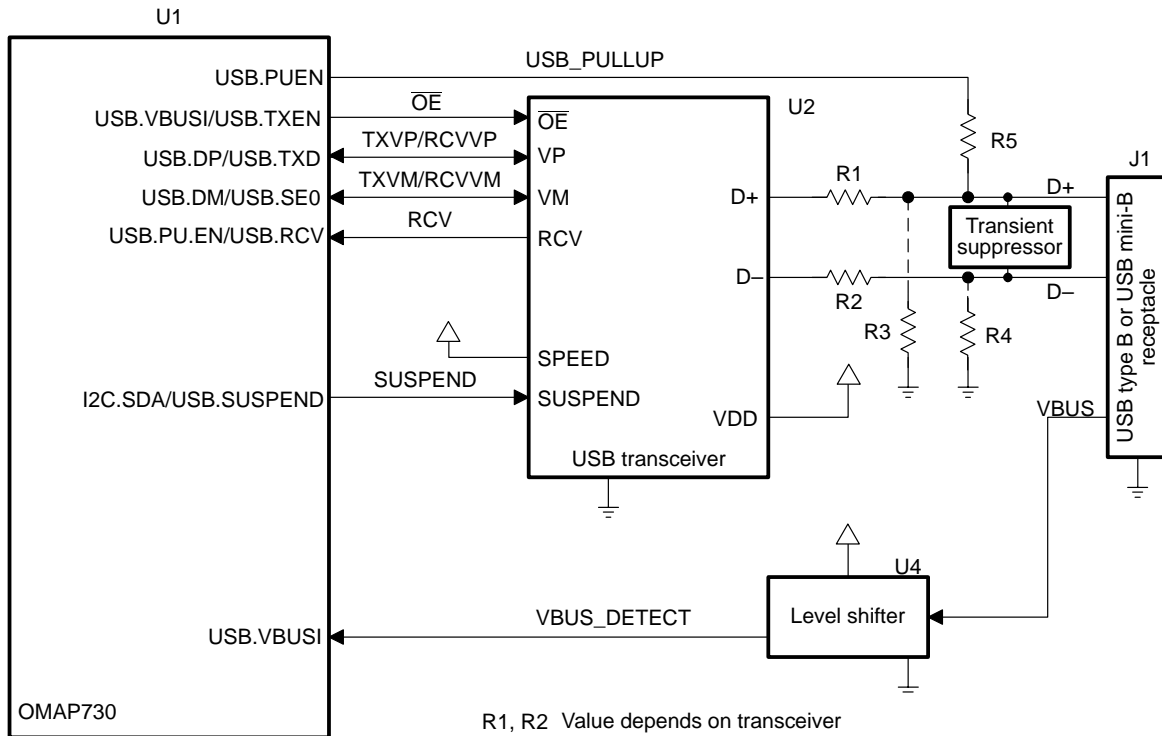 U1
USB.PUEN
USB_PULLUP
USB.VBUSI/USB.TXEN
OE
OE
U2
USB.DP/USB.TXD
TXVP/RCVVP
VP
R5
USB.DM/USB.SE0
TXVM/RCVVM
VM
D+
R1
D+
J1
USB.PU.EN/USB.RCV
RCV
RCV
Transient
suppressor
D–
R2
D–
R3
R4
USB type B or USB mini-B
receptacle
SPEED
I2C.SDA/USB.SUSPEND
SUSPEND
SUSPEND
VDD
VBUS
USB transceiver
U4
Level shifter
USB.VBUSI
VBUS_DETECT
OMAP730
R1, R2 Value depends on transceiver